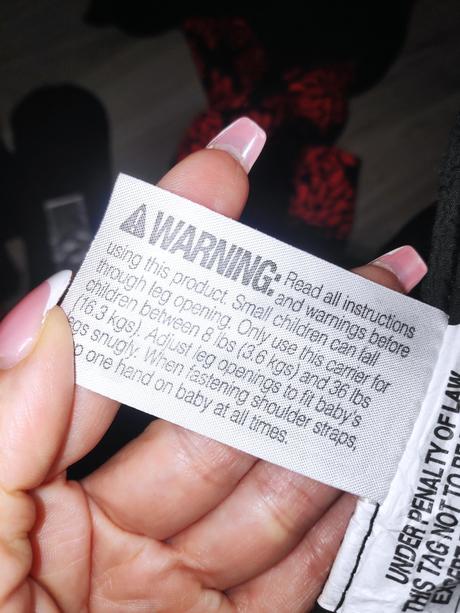 WARNING: Read all instructions
and warnings before
using this product. Small children can fall
through leg opening. Only use this carrier for
children between 8 lbs (3.6 kgs) and 36 lbs
(16.3 kgs). Adjust leg openings to fit baby's
snugly. When fastening shoulder straps,
one hand on baby at all times.
UNDER PENALTY OF LAW
THIS TAG NOT TO BE